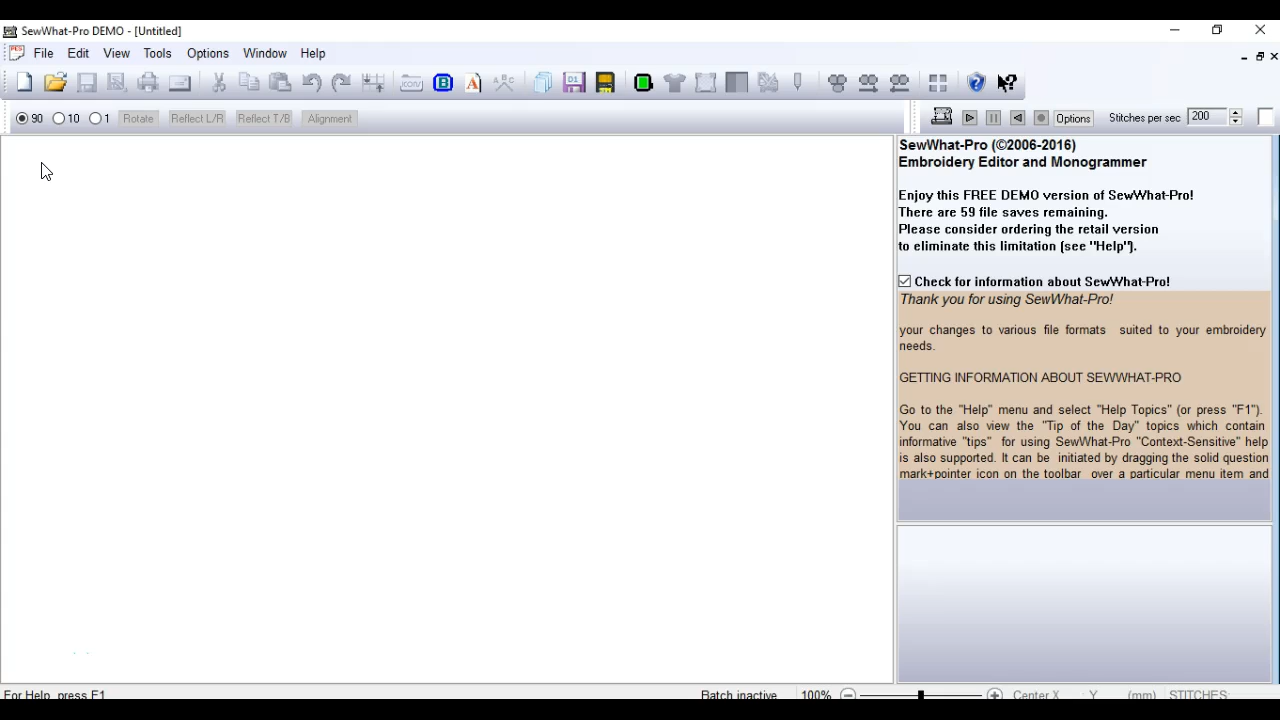 SewWhat-Pro DEMO - [Untitled]
File Edit View Tools Options Window Help
90 10 1 Rotate Reflect L/R Reflect T/B Alignment Options Stitches per sec 200
SewWhat-Pro (©2006-2016)
Embroidery Editor and Monogrammer
Enjoy this FREE DEMO version of SewWhat-Pro!
There are 59 file saves remaining.
Please consider ordering the retail version
to eliminate this limitation (see "Help").
Check for information about SewWhat-Pro!
Thank you for using SewWhat-Pro!
your changes to various file formats suited to your embroidery
needs.
GETTING INFORMATION ABOUT SEWWHAT-PRO
Go to the "Help" menu and select "Help Topics" (or press "F1").
You can also view the "Tip of the Day" topics which contain
informative "tips" for using SewWhat-Pro "Context-Sensitive" help
is also supported. It can be initiated by dragging the solid question
mark+pointer icon on the toolbar over a particular menu item and
For Help, press F1 Batch inactive 100% Center X Y (mm) STITCHES: